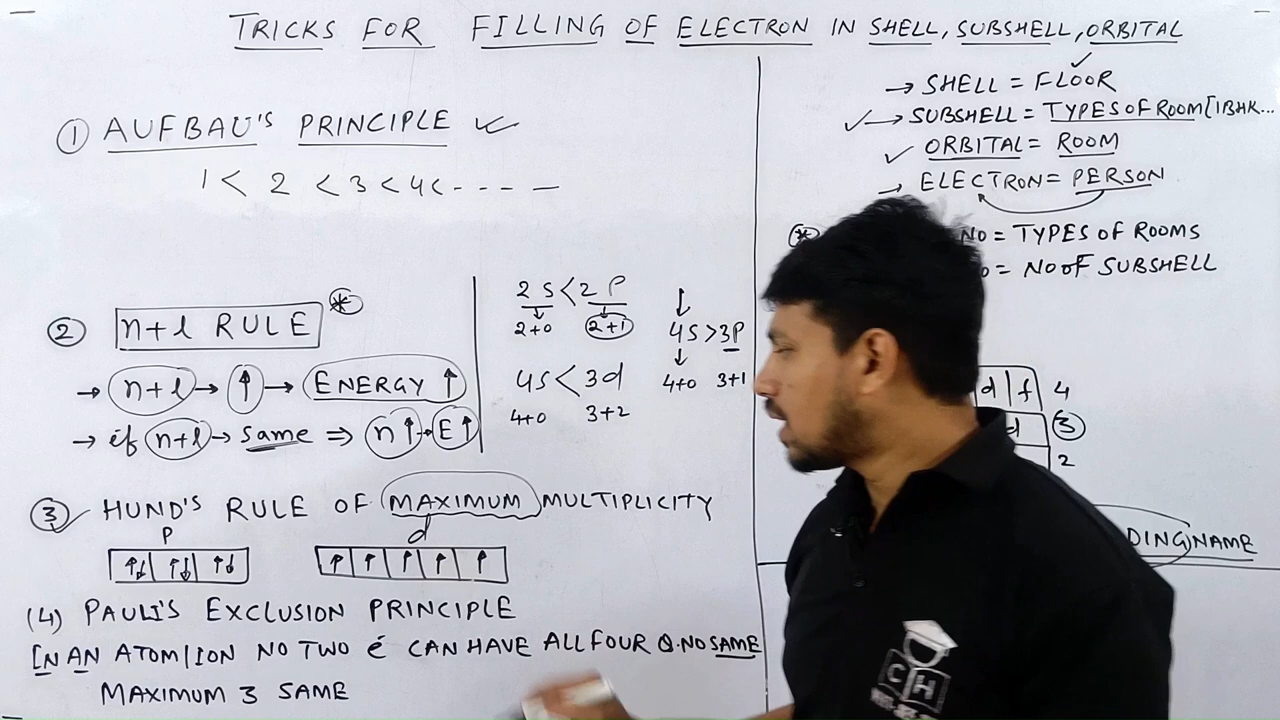 TRICKS FOR FILLING OF ELECTRON IN SHELL, SUBSHELL, ORBITAL
① AUFBAU'S PRINCIPLE
1 < 2 < 3 < 4 < - - - -
② n+l RULE *
→ n+l → ↑ → ENERGY ↑
→ if n+l → same ⇒ n↑ → E↑
2S < 2P
2+0 2+1
4S < 3d
4+0 3+2
↓
4S > 3P
4+0 3+1
③ HUND'S RULE OF MAXIMUM MULTIPLICITY
P d
↑↓ ↑↓ ↑↓ ↑ ↑ ↑ ↑ ↑
(4) PAULI'S EXCLUSION PRINCIPLE
IN AN ATOM/ION NO TWO é CAN HAVE ALL FOUR Q.NO SAME
MAXIMUM 3 SAME
→ SHELL = FLOOR
→ SUBSHELL = TYPES OF ROOM [1BHK...
ORBITAL = ROOM
→ ELECTRON = PERSON
* NO = TYPES OF ROOMS
= NO OF SUBSHELL
d f 4
d 3
2
DING NAME
CH